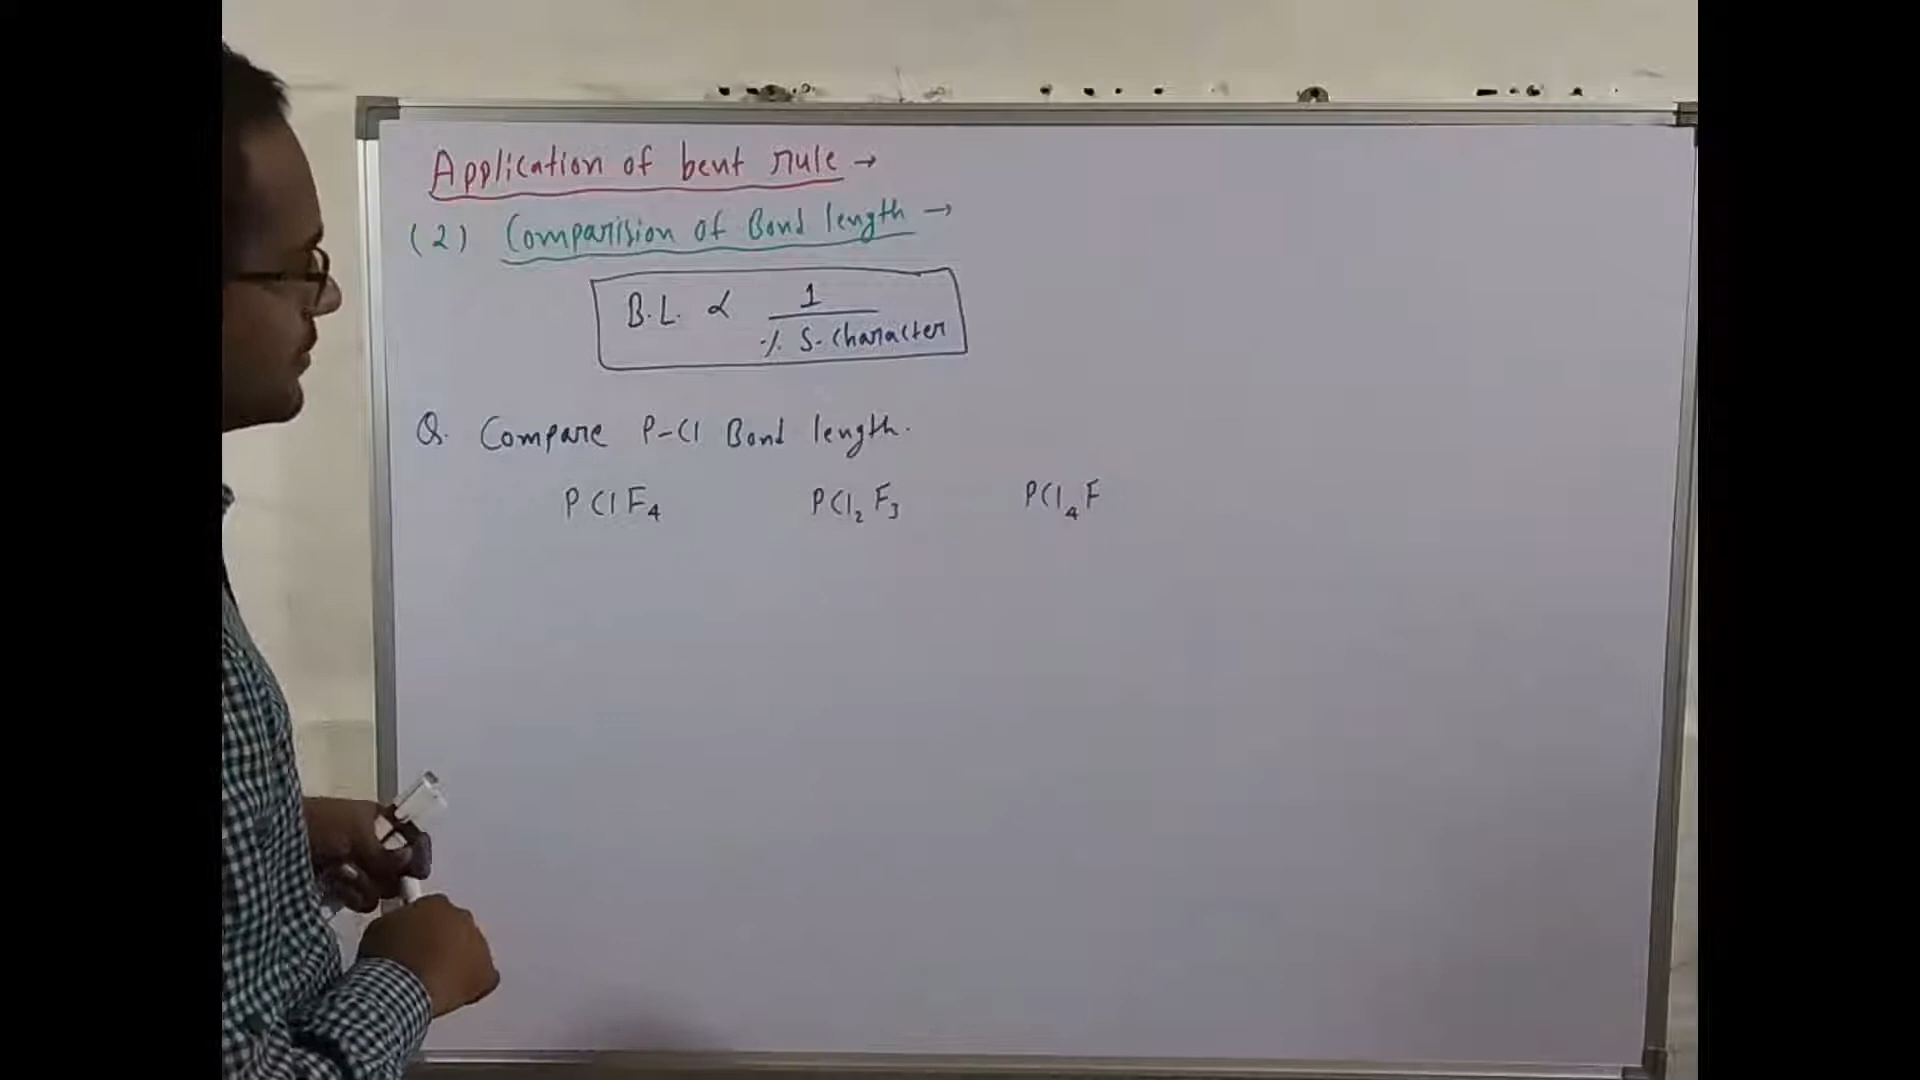 Application of bent rule →
(2) Comparision of Bond length →
B.L. ∝ 1 / % S-character
Q. Compare P-Cl Bond length.
PClF₄ PCl₂F₃ PCl₄F